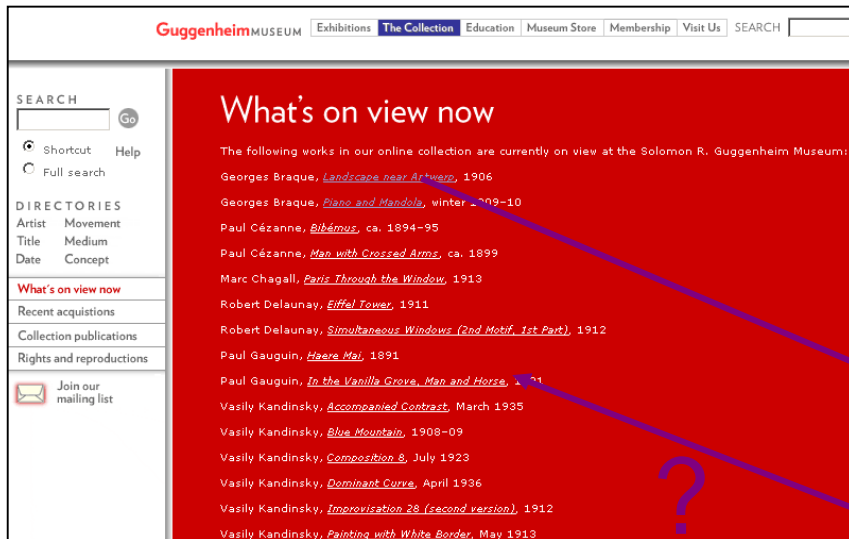 GuggenheimMUSEUM Exhibitions The Collection Education Museum Store Membership Visit Us SEARCH
SEARCH
Go
Shortcut Help
Full search
DIRECTORIES
Artist Movement
Title Medium
Date Concept
What's on view now
Recent acquistions
Collection publications
Rights and reproductions
Join our
mailing list
What's on view now
The following works in our online collection are currently on view at the Solomon R. Guggenheim Museum:
Georges Braque, Landscape near Antwerp, 1906
Georges Braque, Piano and Mandola, winter 1909-10
Paul Cézanne, Bibémus, ca. 1894-95
Paul Cézanne, Man with Crossed Arms, ca. 1899
Marc Chagall, Paris Through the Window, 1913
Robert Delaunay, Eiffel Tower, 1911
Robert Delaunay, Simultaneous Windows (2nd Motif, 1st Part), 1912
Paul Gauguin, Haere Mai, 1891
Paul Gauguin, In the Vanilla Grove, Man and Horse, 1891
Vasily Kandinsky, Accompanied Contrast, March 1935
Vasily Kandinsky, Blue Mountain, 1908-09
Vasily Kandinsky, Composition 8, July 1923
Vasily Kandinsky, Dominant Curve, April 1936
Vasily Kandinsky, Improvisation 28 (second version), 1912
Vasily Kandinsky, Painting with White Border, May 1913
?